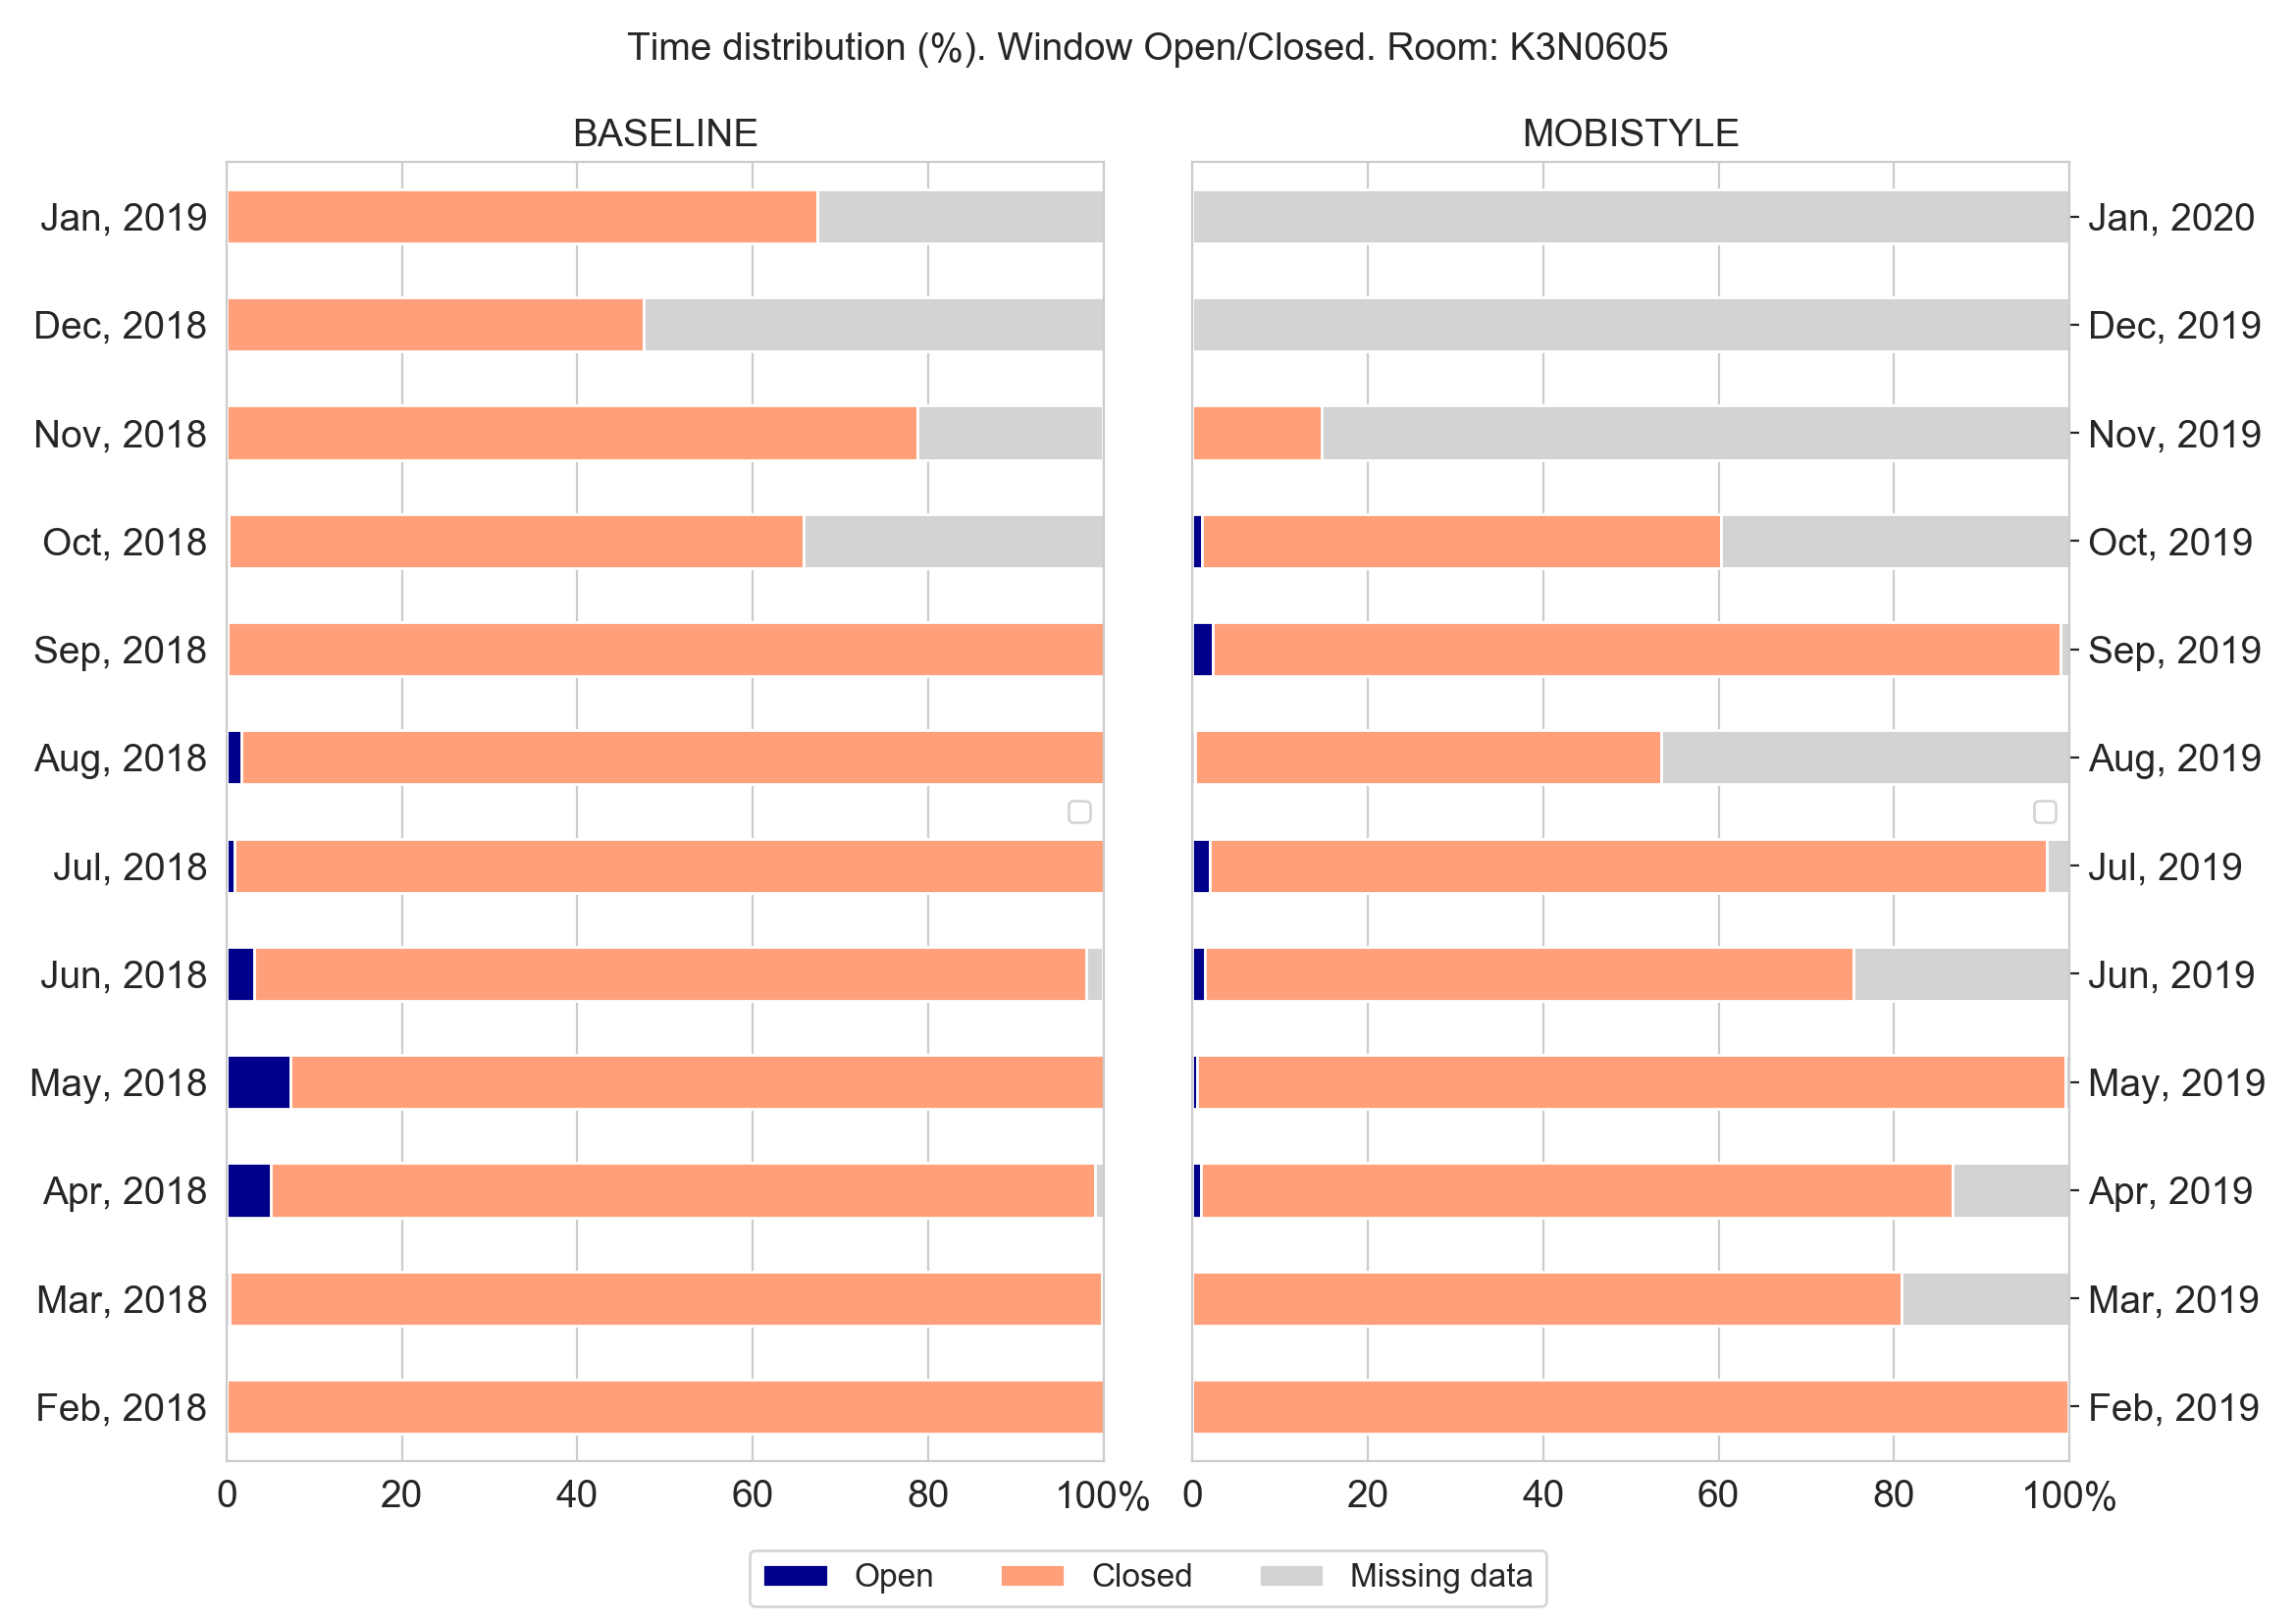 Time distribution (%). Window Open/Closed. Room: K3N0605
BASELINE
Jan, 2019
Dec, 2018
Nov, 2018
Oct, 2018
Sep, 2018
Aug, 2018
Jul, 2018
Jun, 2018
May, 2018
Apr, 2018
Mar, 2018
Feb, 2018
0 20 40 60 80 100%
MOBISTYLE
Jan, 2020
Dec, 2019
Nov, 2019
Oct, 2019
Sep, 2019
Aug, 2019
Jul, 2019
Jun, 2019
May, 2019
Apr, 2019
Mar, 2019
Feb, 2019
0 20 40 60 80 100%
Open Closed Missing data